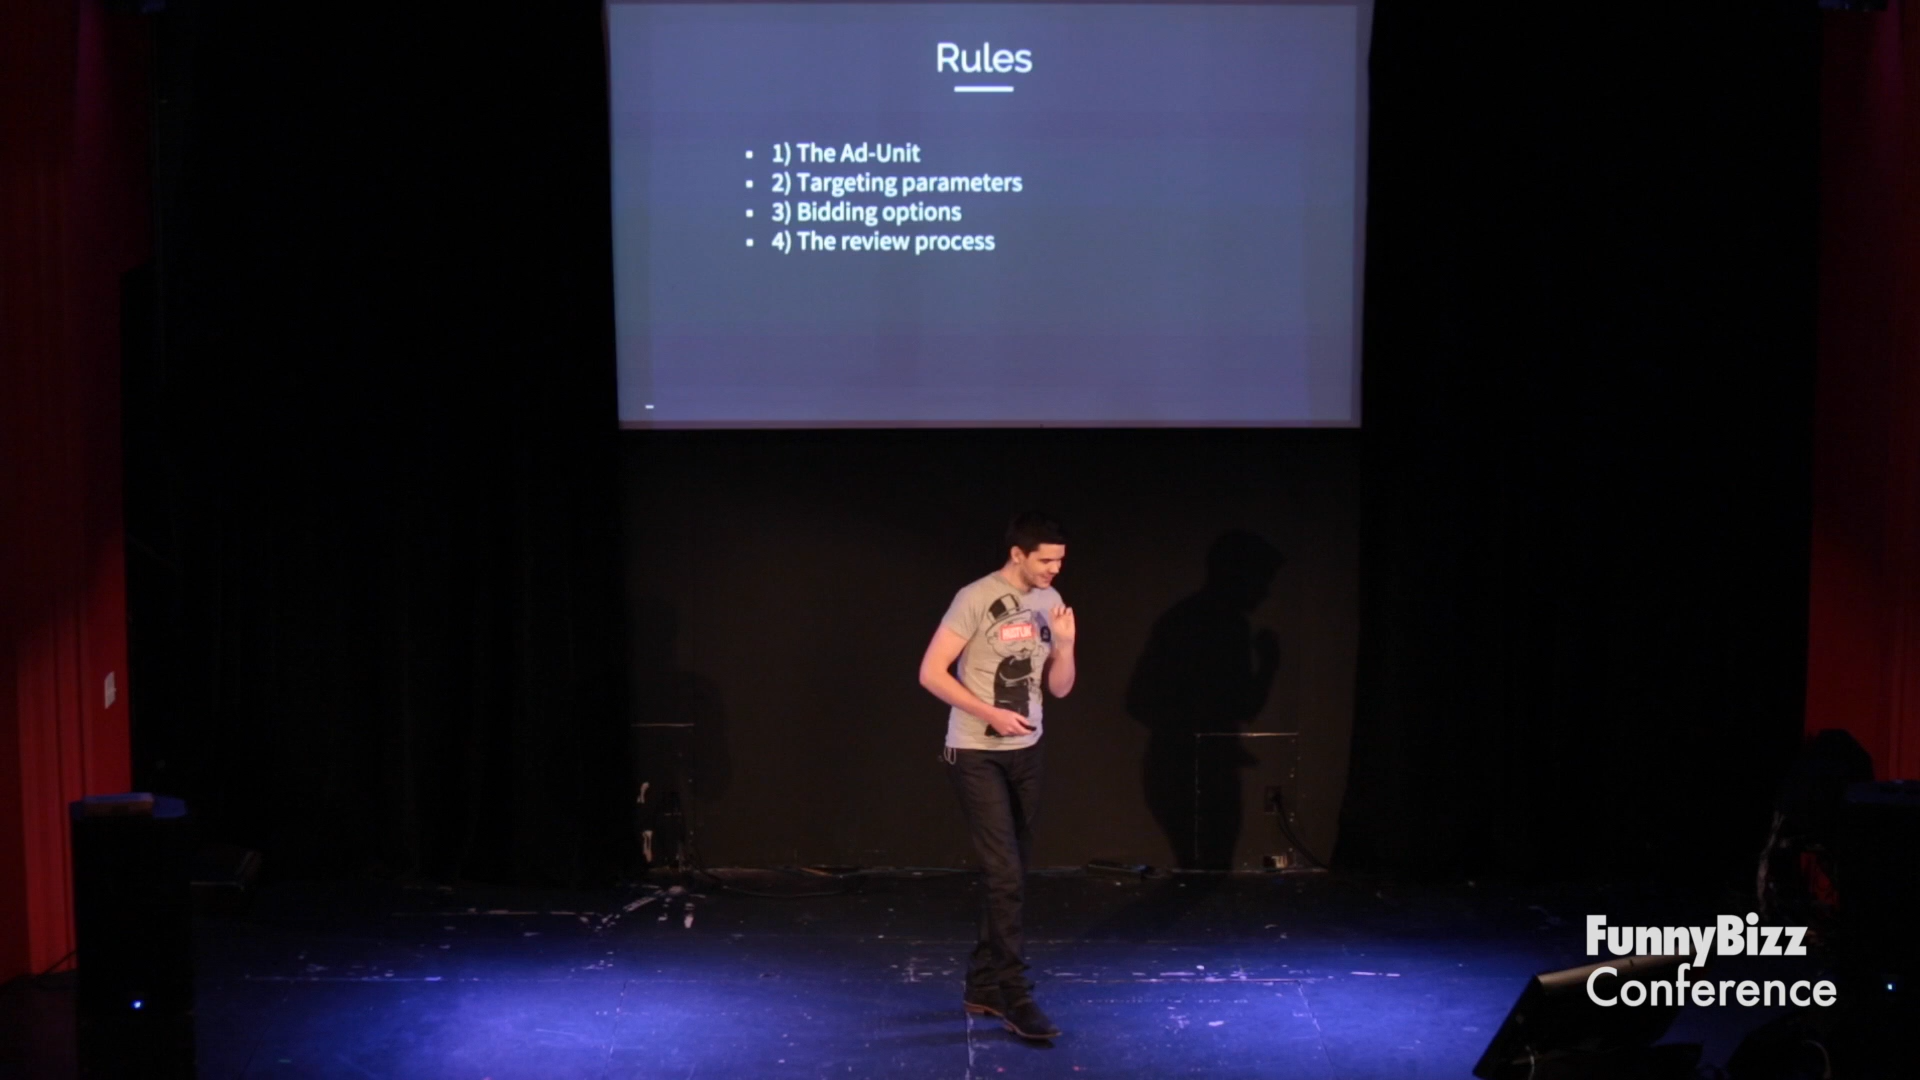 Rules
• 1) The Ad-Unit
• 2) Targeting parameters
• 3) Bidding options
• 4) The review process
FunnyBizz
Conference